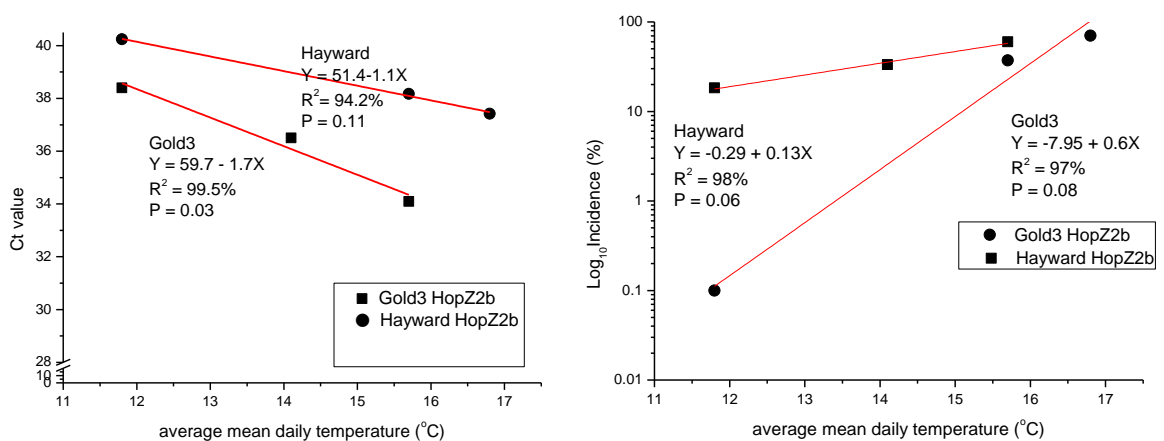 40
38
36
34
32
30
28
10
0
Ct value
Hayward
Y = 51.4-1.1X
R² = 94.2%
P = 0.11
Gold3
Y = 59.7 - 1.7X
R² = 99.5%
P = 0.03
Gold3 HopZ2b
Hayward HopZ2b
11 12 13 14 15 16 17
average mean daily temperature (°C)
100
10
1
0.1
0.01
Log₁₀Incidence (%)
Hayward
Y = -0.29 + 0.13X
R² = 98%
P = 0.06
Gold3
Y = -7.95 + 0.6X
R² = 97%
P = 0.08
Gold3 HopZ2b
Hayward HopZ2b
11 12 13 14 15 16 17
average mean daily temperature (°C)